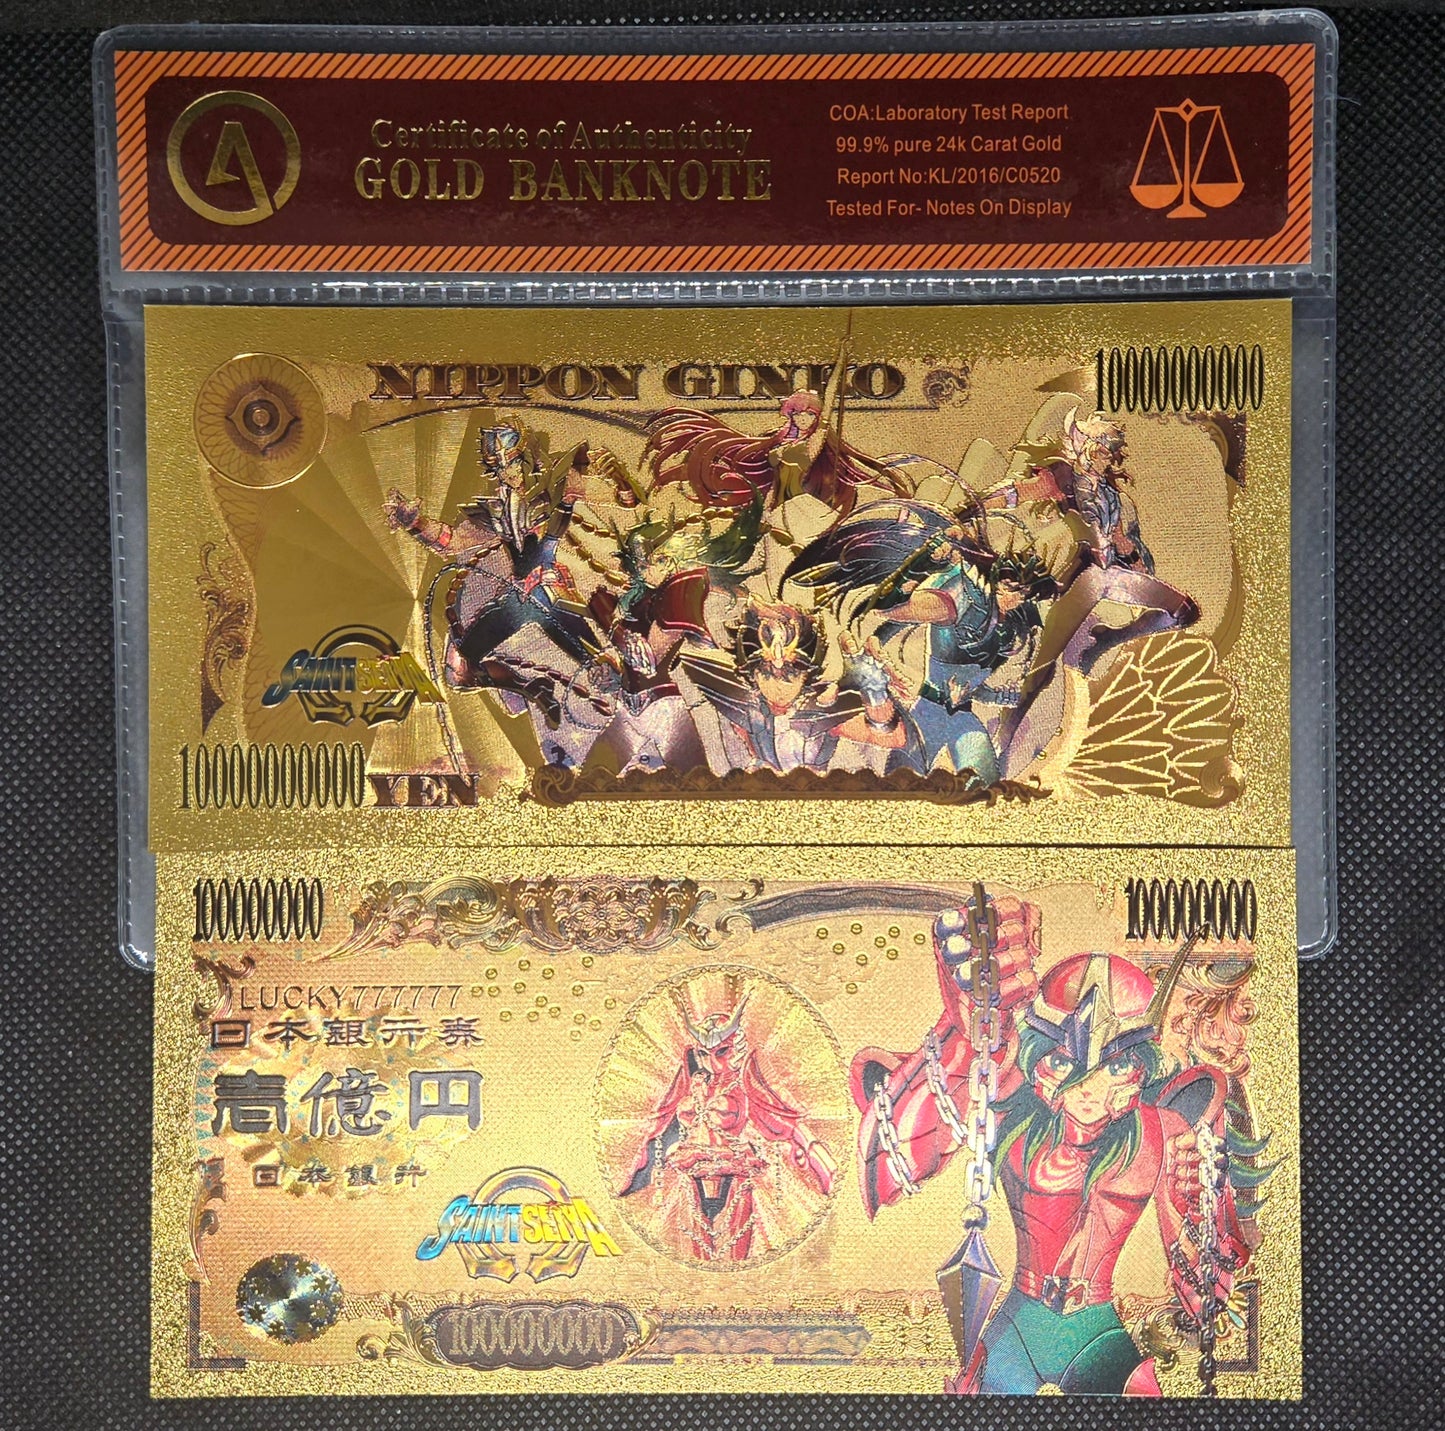 Certificate of Authenticity
GOLD BANKNOTE
COA:Laboratory Test Report
99.9% pure 24k Carat Gold
Report No:KL/2016/C0520
Tested For- Notes On Display
NIPPON GINKO
10000000000
SAINT SEIYA
10000000000 YEN
100000000
100000000
LUCKY777777
日本銀行券
壱億円
日本銀行
SAINT SEIYA
100000000